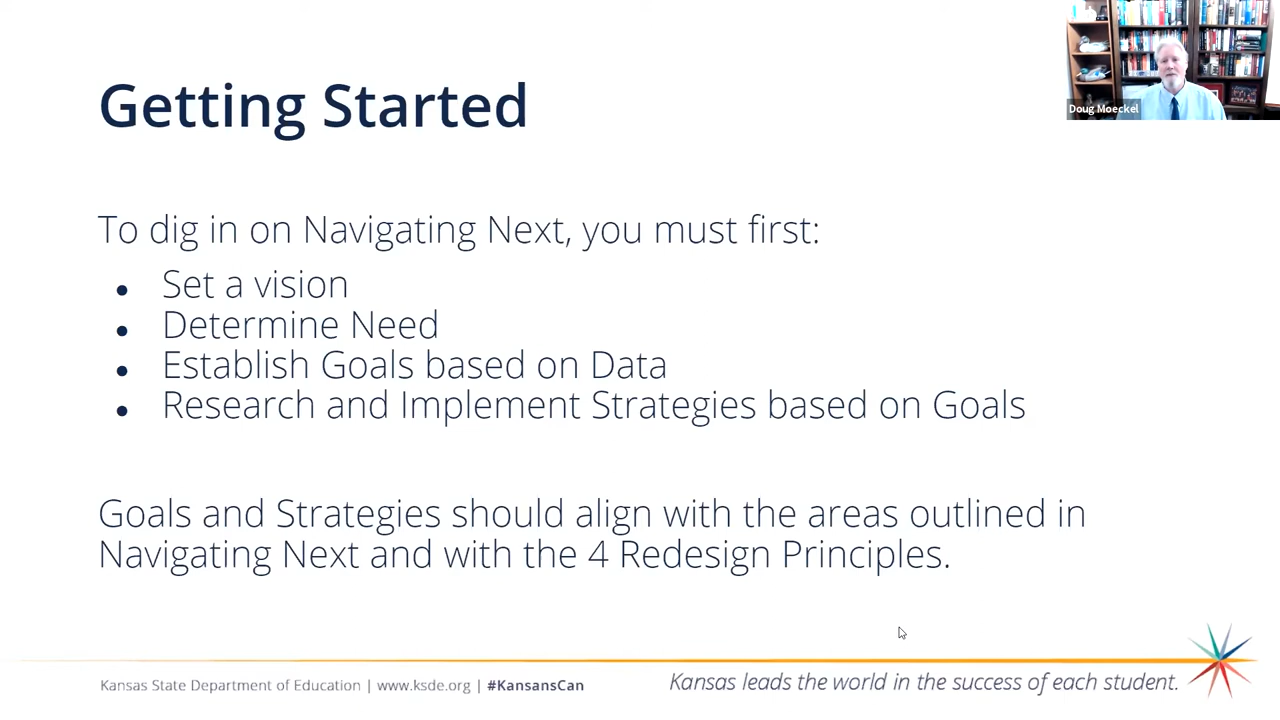 Getting Started
Doug Moeckel
To dig in on Navigating Next, you must first:
• Set a vision
• Determine Need
• Establish Goals based on Data
• Research and Implement Strategies based on Goals
Goals and Strategies should align with the areas outlined in
Navigating Next and with the 4 Redesign Principles.
Kansas State Department of Education | www.ksde.org | #KansansCan
Kansas leads the world in the success of each student.